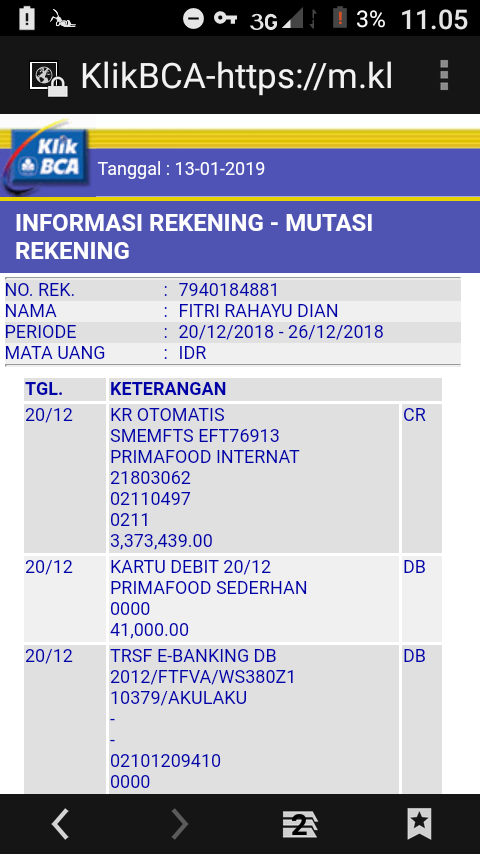 3G 3% 11.05
KlikBCA-https://m.kl
Klik
BCA
Tanggal : 13-01-2019
INFORMASI REKENING - MUTASI
REKENING
NO. REK. : 7940184881
NAMA : FITRI RAHAYU DIAN
PERIODE : 20/12/2018 - 26/12/2018
MATA UANG : IDR
TGL. KETERANGAN
20/12 KR OTOMATIS CR
SMEMFTS EFT76913
PRIMAFOOD INTERNAT
21803062
02110497
0211
3,373,439.00
20/12 KARTU DEBIT 20/12 DB
PRIMAFOOD SEDERHAN
0000
41,000.00
20/12 TRSF E-BANKING DB DB
2012/FTFVA/WS380Z1
10379/AKULAKU
-
-
02101209410
0000
2